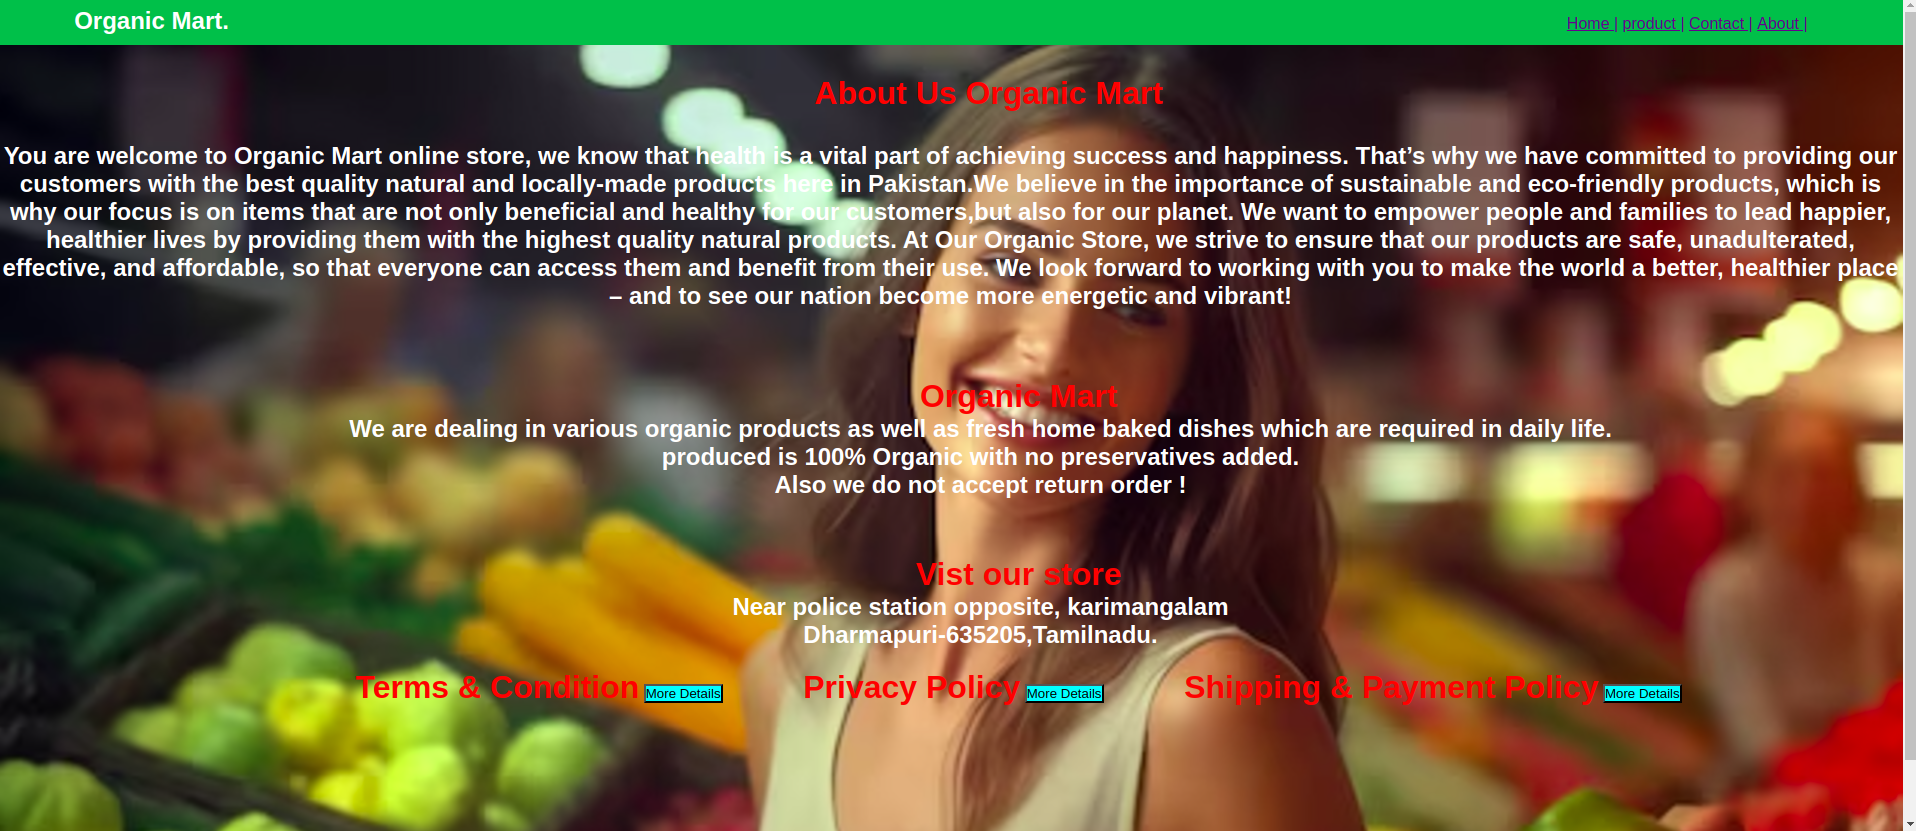 Organic Mart.
Home | product | Contact | About |
About Us Organic Mart
You are welcome to Organic Mart online store, we know that health is a vital part of achieving success and happiness. That’s why we have committed to providing our
customers with the best quality natural and locally-made products here in Pakistan.We believe in the importance of sustainable and eco-friendly products, which is
why our focus is on items that are not only beneficial and healthy for our customers,but also for our planet. We want to empower people and families to lead happier,
healthier lives by providing them with the highest quality natural products. At Our Organic Store, we strive to ensure that our products are safe, unadulterated,
effective, and affordable, so that everyone can access them and benefit from their use. We look forward to working with you to make the world a better, healthier place
– and to see our nation become more energetic and vibrant!
Organic Mart
We are dealing in various organic products as well as fresh home baked dishes which are required in daily life.
produced is 100% Organic with no preservatives added.
Also we do not accept return order !
Vist our store
Near police station opposite, karimangalam
Dharmapuri-635205,Tamilnadu.
Terms & Condition More Details Privacy Policy More Details Shipping & Payment Policy More Details